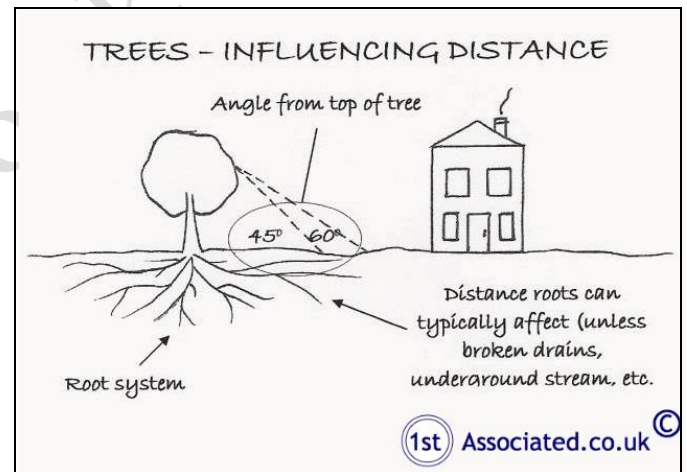 TREES – INFLUENCING DISTANCE
Angle from top of tree
45° 60°
Distance roots can
typically affect (unless
broken drains,
underground stream, etc.
Root system
1st Associated.co.uk ©